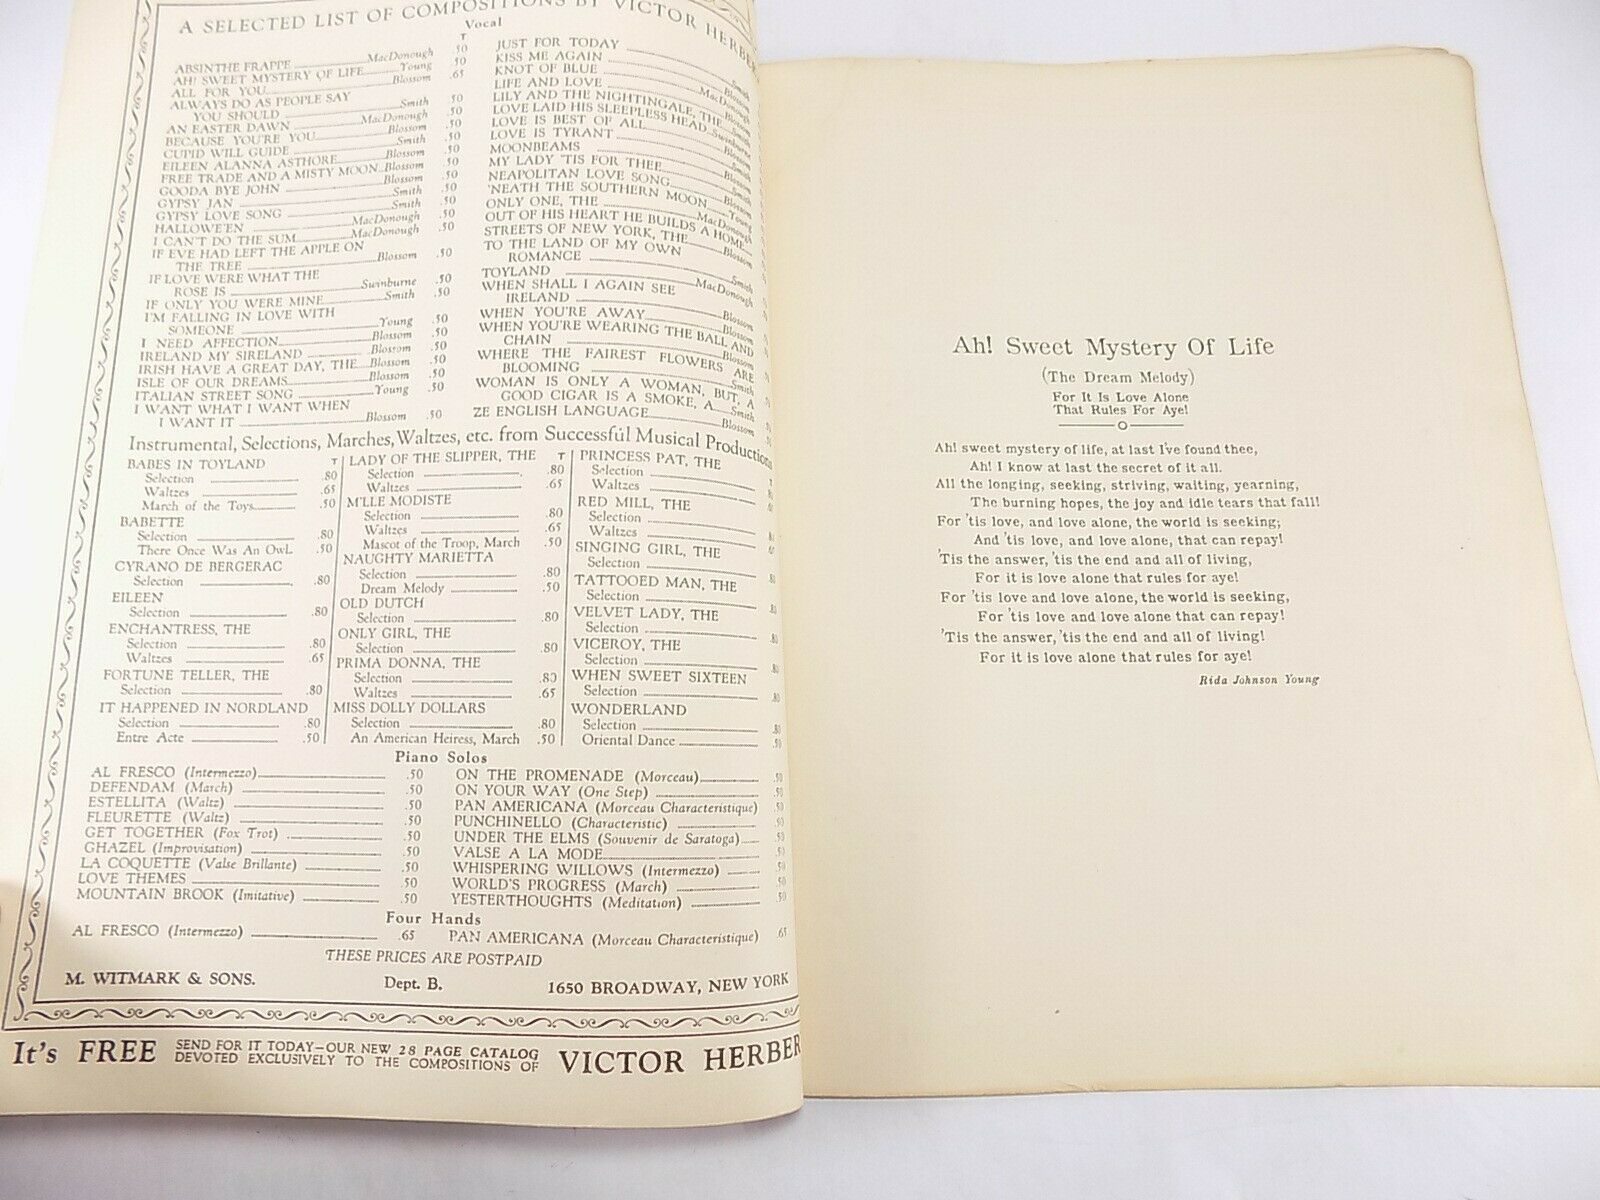 A SELECTED LIST OF COMPOSITIONS BY VICTOR HERBER
Vocal
T
ABSINTHE FRAPPE MacDonough .50
AH! SWEET MYSTERY OF LIFE Young .50
ALL FOR YOU Blossom .65
ALWAYS DO AS PEOPLE SAY
YOU SHOULD Smith .50
AN EASTER DAWN MacDonough .50
BECAUSE YOU'RE YOU Blossom .50
CUPID WILL GUIDE Smith .50
EILEEN ALANNA ASTHORE Blossom .50
FREE TRADE AND A MISTY MOON Blossom .50
GOODA BYE JOHN Blossom .50
GYPSY JAN Smith .50
GYPSY LOVE SONG Smith .50
HALLOWE'EN MacDonough .50
I CAN'T DO THE SUM MacDonough .50
IF EVE HAD LEFT THE APPLE ON
THE TREE Blossom .50
IF LOVE WERE WHAT THE
ROSE IS Swinburne .50
IF ONLY YOU WERE MINE Smith .50
I'M FALLING IN LOVE WITH
SOMEONE Young .50
I NEED AFFECTION Blossom .50
IRELAND MY SIRELAND Blossom .50
IRISH HAVE A GREAT DAY, THE Blossom .50
ISLE OF OUR DREAMS Blossom .50
ITALIAN STREET SONG Young .50
I WANT WHAT I WANT WHEN
I WANT IT Blossom .50
JUST FOR TODAY
KISS ME AGAIN Smith
KNOT OF BLUE Blossom
LIFE AND LOVE MacDonough
LILY AND THE NIGHTINGALE, THE Blossom
LOVE LAID HIS SLEEPLESS HEAD Swinburne
LOVE IS BEST OF ALL
LOVE IS TYRANT
MOONBEAMS
MY LADY 'TIS FOR THEE
NEAPOLITAN LOVE SONG Blossom
'NEATH THE SOUTHERN MOON Young
ONLY ONE, THE MacDonough
OUT OF HIS HEART HE BUILDS A HOME
STREETS OF NEW YORK, THE Blossom
TO THE LAND OF MY OWN
ROMANCE Smith
TOYLAND MacDonough
WHEN SHALL I AGAIN SEE
IRELAND Blossom
WHEN YOU'RE AWAY Blossom
WHEN YOU'RE WEARING THE BALL AND
CHAIN Blossom
WHERE THE FAIREST FLOWERS ARE
BLOOMING Smith
WOMAN IS ONLY A WOMAN, BUT, A
GOOD CIGAR IS A SMOKE, A Smith
ZE ENGLISH LANGUAGE Blossom
Instrumental, Selections, Marches, Waltzes, etc. from Successful Musical Productions
T
BABES IN TOYLAND
Selection .80
Waltzes .65
March of the Toys .50
BABETTE
Selection .80
There Once Was An Owl .50
CYRANO DE BERGERAC
Selection .80
EILEEN
Selection .80
ENCHANTRESS, THE
Selection .80
Waltzes .65
FORTUNE TELLER, THE
Selection .80
IT HAPPENED IN NORDLAND
Selection .80
Entre Acte .50
LADY OF THE SLIPPER, THE T
Selection .80
Waltzes .65
M'LLE MODISTE
Selection .80
Waltzes .65
Mascot of the Troop, March .50
NAUGHTY MARIETTA
Selection .80
Dream Melody .50
OLD DUTCH
Selection .80
ONLY GIRL, THE
Selection .80
PRIMA DONNA, THE
Selection .80
Waltzes .65
MISS DOLLY DOLLARS
Selection .80
An American Heiress, March .50
PRINCESS PAT, THE
Selection
Waltzes
RED MILL, THE
Selection
Waltzes
SINGING GIRL, THE
Selection .80
TATTOOED MAN, THE
Selection .80
VELVET LADY, THE
Selection .80
VICEROY, THE
Selection .80
WHEN SWEET SIXTEEN
Selection .80
WONDERLAND
Selection .80
Oriental Dance .50
Piano Solos
AL FRESCO (Intermezzo) .50
DEFENDAM (March) .50
ESTELLITA (Waltz) .50
FLEURETTE (Waltz) .50
GET TOGETHER (Fox Trot) .50
GHAZEL (Improvisation) .50
LA COQUETTE (Valse Brillante) .50
LOVE THEMES .50
MOUNTAIN BROOK (Imitative) .50
ON THE PROMENADE (Morceau) .50
ON YOUR WAY (One Step) .50
PAN AMERICANA (Morceau Characteristique) .50
PUNCHINELLO (Characteristic) .50
UNDER THE ELMS (Souvenir de Saratoga) .50
VALSE A LA MODE .50
WHISPERING WILLOWS (Intermezzo) .50
WORLD'S PROGRESS (March) .50
YESTERTHOUGHTS (Meditation) .50
Four Hands
AL FRESCO (Intermezzo) .65
PAN AMERICANA (Morceau Characteristique) .65
THESE PRICES ARE POSTPAID
M. WITMARK & SONS. Dept. B. 1650 BROADWAY, NEW YORK
It's FREE SEND FOR IT TODAY—OUR NEW 28 PAGE CATALOG
DEVOTED EXCLUSIVELY TO THE COMPOSITIONS OF VICTOR HERBER
Ah! Sweet Mystery Of Life
(The Dream Melody)
For It Is Love Alone
That Rules For Aye!
Ah! sweet mystery of life, at last I've found thee,
Ah! I know at last the secret of it all.
All the longing, seeking, striving, waiting, yearning,
The burning hopes, the joy and idle tears that fall!
For 'tis love, and love alone, the world is seeking;
And 'tis love, and love alone, that can repay!
'Tis the answer, 'tis the end and all of living,
For it is love alone that rules for aye!
For 'tis love and love alone, the world is seeking,
For 'tis love and love alone that can repay!
'Tis the answer, 'tis the end and all of living!
For it is love alone that rules for aye!
Rida Johnson Young